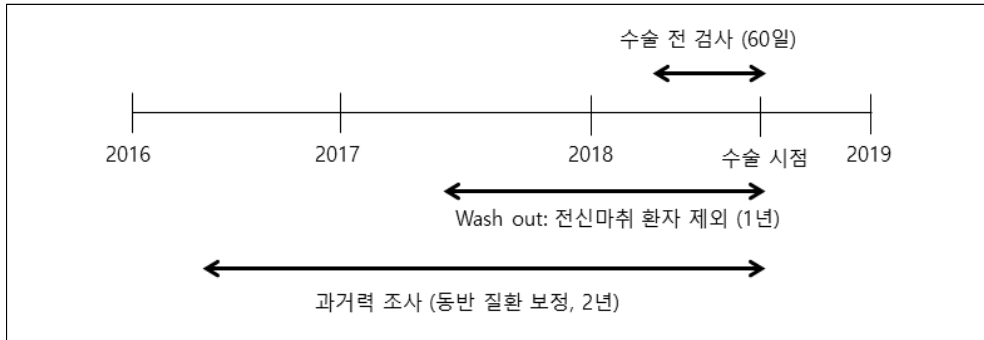 수술 전 검사 (60일)
2016
2017
2018
수술 시점
2019
Wash out: 전신마취 환자 제외 (1년)
과거력 조사 (동반 질환 보정, 2년)